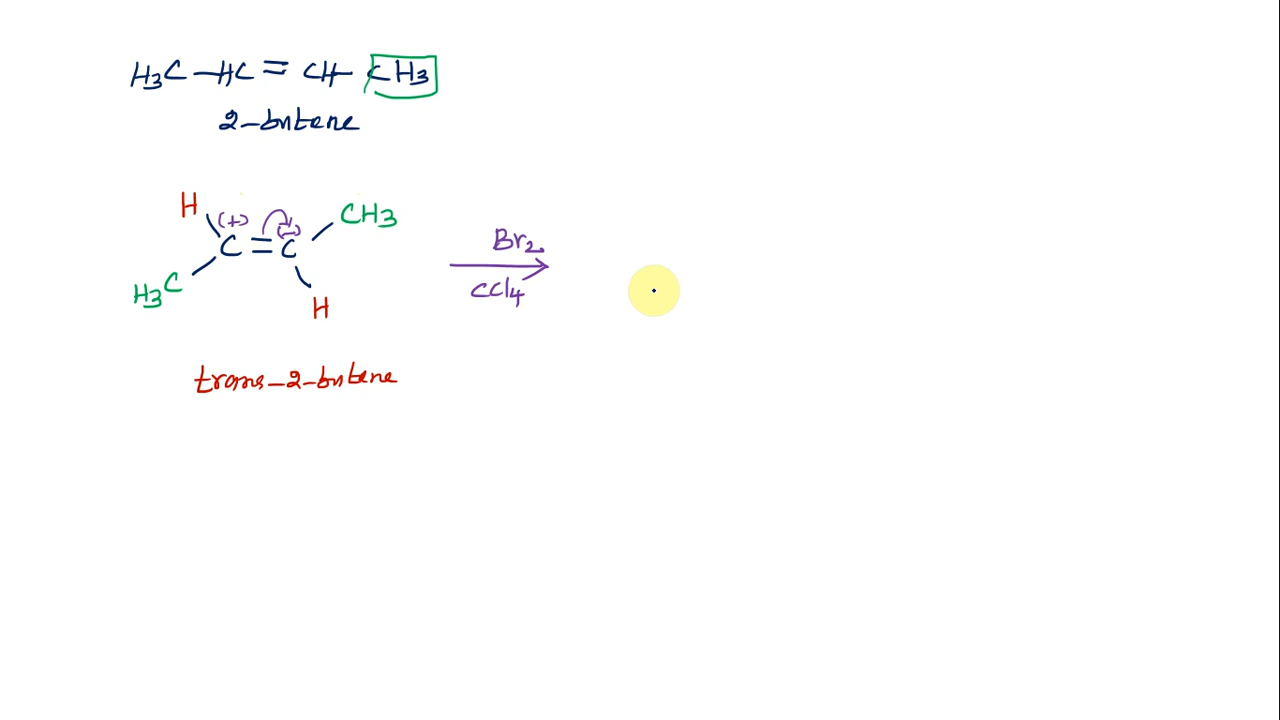 H3C-HC=CH-CH3
2-butene
H (+) (-) CH3
C=C
H3C H
Br2
CCl4
trans-2-butene